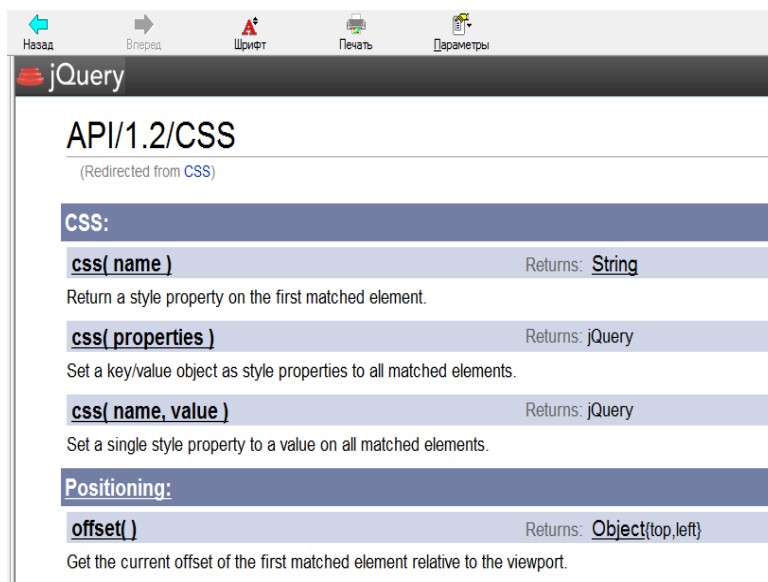 Назад Вперед Шрифт Печать Параметры
jQuery
API/1.2/CSS
(Redirected from CSS)
CSS:
css( name ) Returns: String
Return a style property on the first matched element.
css( properties ) Returns: jQuery
Set a key/value object as style properties to all matched elements.
css( name, value ) Returns: jQuery
Set a single style property to a value on all matched elements.
Positioning:
offset( ) Returns: Object{top,left}
Get the current offset of the first matched element relative to the viewport.